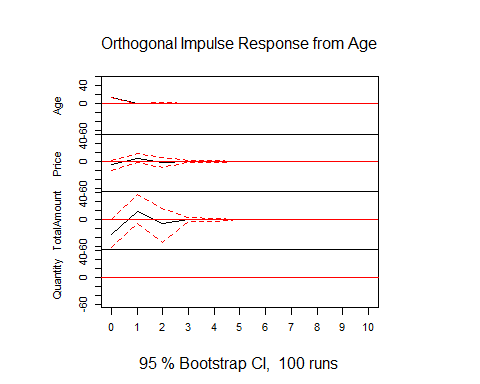 Orthogonal Impulse Response from Age
Age
-60 0 40
Price
-60 0 40
TotalAmount
-60 0 40
Quantity
-60 0 40
0 1 2 3 4 5 6 7 8 9 10
95 % Bootstrap CI, 100 runs